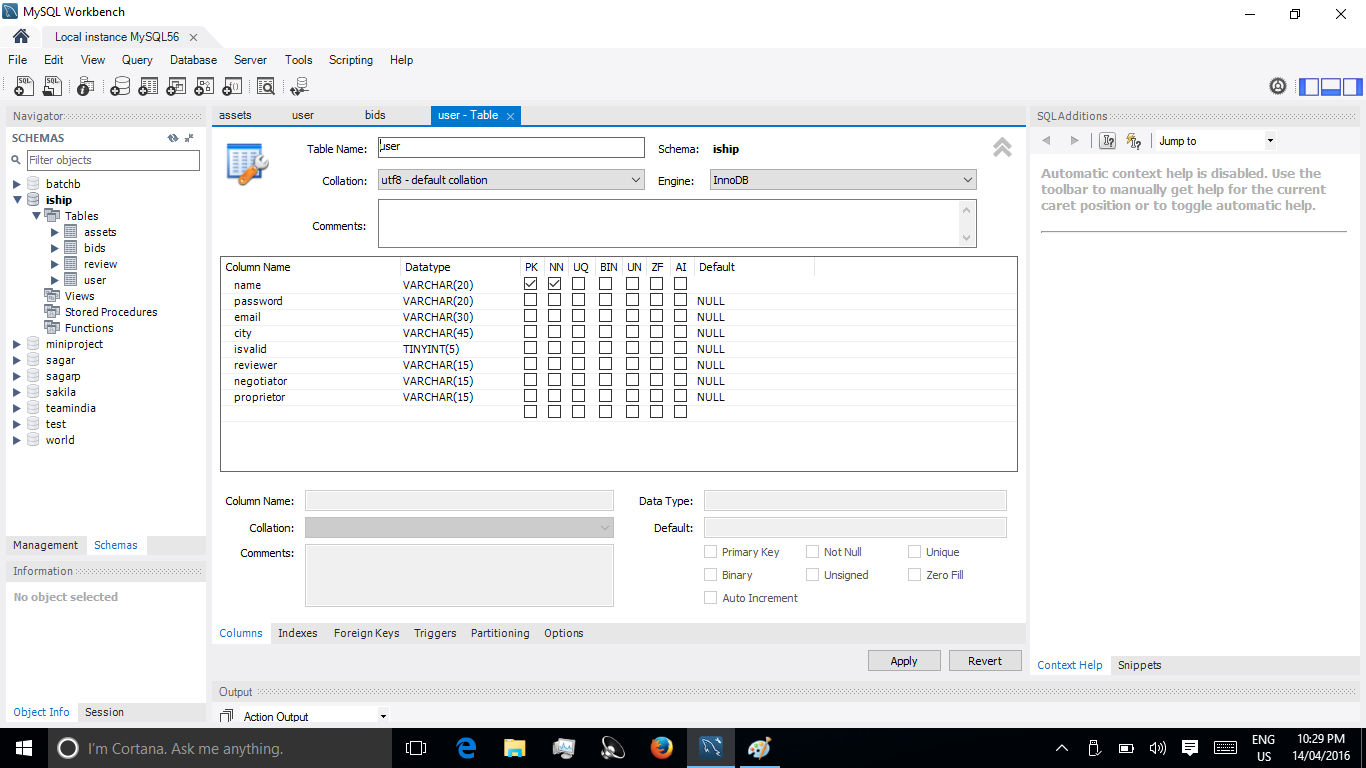 MySQL Workbench
Local instance MySQL56
File Edit View Query Database Server Tools Scripting Help
Navigator
SCHEMAS
Filter objects
batchb
iship
Tables
assets
bids
review
user
Views
Stored Procedures
Functions
miniproject
sagar
sagarp
sakila
teamindia
test
world
Management Schemas
Information
No object selected
Object Info Session
assets user bids user - Table
Table Name: user Schema: iship
Collation: utf8 - default collation Engine: InnoDB
Comments:
Column Name Datatype PK NN UQ BIN UN ZF AI Default
name VARCHAR(20)
password VARCHAR(20) NULL
email VARCHAR(30) NULL
city VARCHAR(45) NULL
isvalid TINYINT(5) NULL
reviewer VARCHAR(15) NULL
negotiator VARCHAR(15) NULL
proprietor VARCHAR(15) NULL
Column Name: Data Type:
Collation: Default:
Comments: Primary Key Not Null Unique
Binary Unsigned Zero Fill
Auto Increment
Columns Indexes Foreign Keys Triggers Partitioning Options
Apply Revert
Output
Action Output
SQLAdditions
Jump to
Automatic context help is disabled. Use the
toolbar to manually get help for the current
caret position or to toggle automatic help.
Context Help Snippets
I'm Cortana. Ask me anything.
ENG
US
10:29 PM
14/04/2016